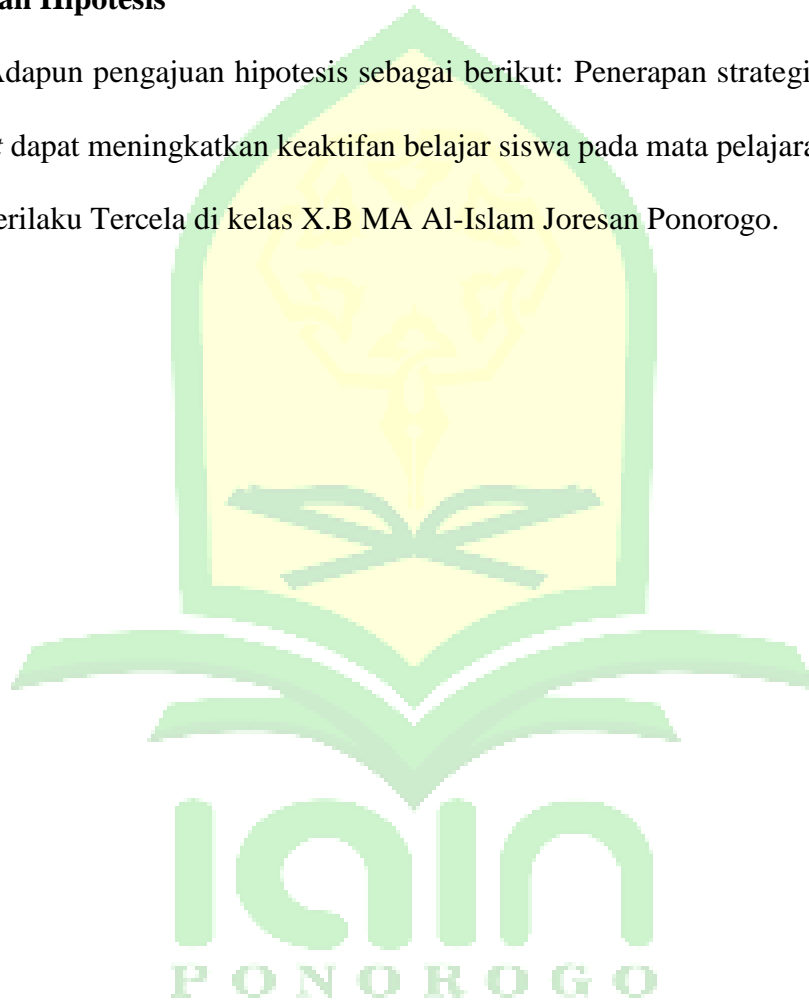 an Hipotesis
Adapun pengajuan hipotesis sebagai berikut: Penerapan strategi
t dapat meningkatkan keaktifan belajar siswa pada mata pelajara
erilaku Tercela di kelas X.B MA Al-Islam Joresan Ponorogo.
IAIN
PONOROGO